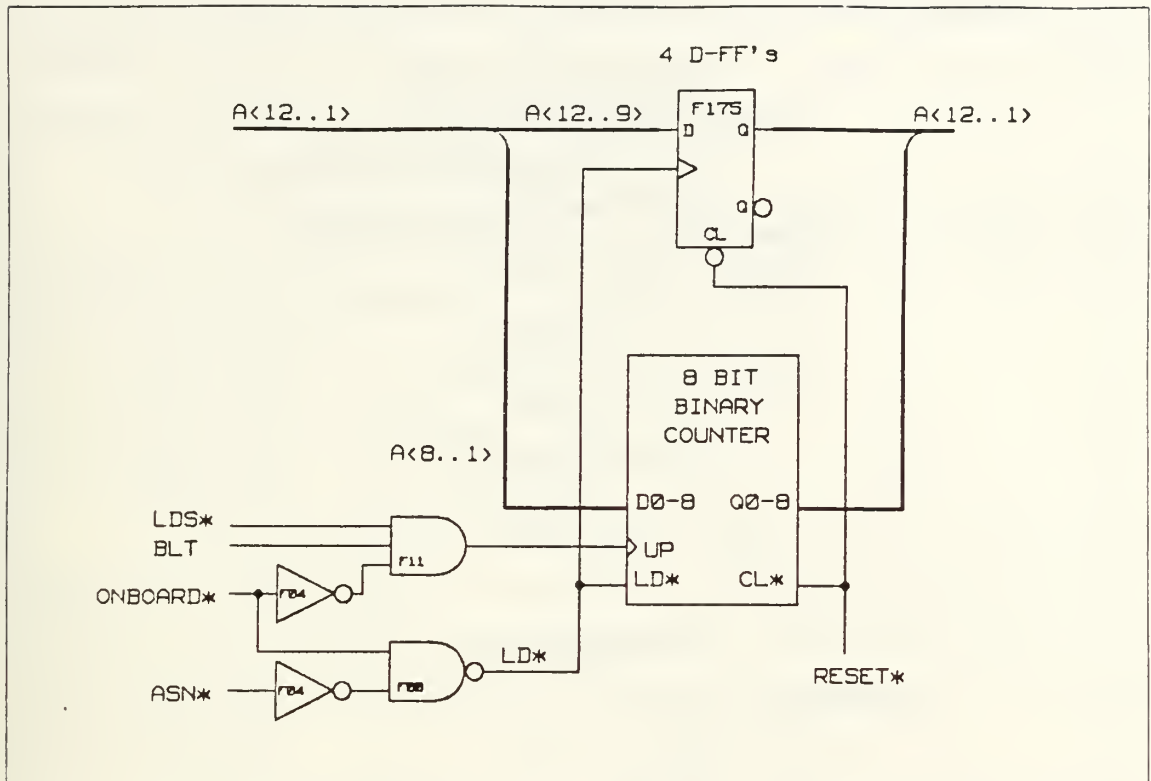 4 D-FF's
A<12..1>
A<12..9>
A<12..1>
F175
D
Q
Q
CL
8 BIT
BINARY
COUNTER
A<8..1>
D0-8
Q0-8
LDS*
BLT
F11
UP
LD*
CL*
ONBOARD*
F04
LD*
ASN*
F04
F00
RESET*